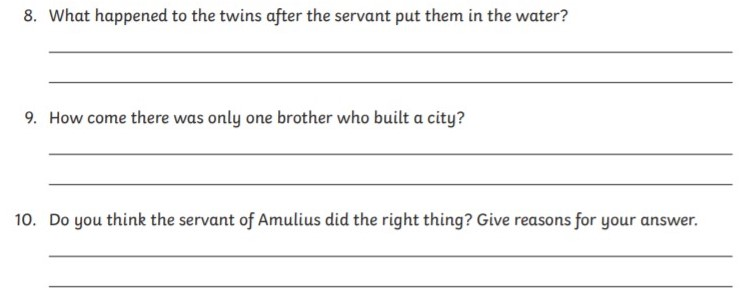 8. What happened to the twins after the servant put them in the water?
9. How come there was only one brother who built a city?
10. Do you think the servant of Amulius did the right thing? Give reasons for your answer.